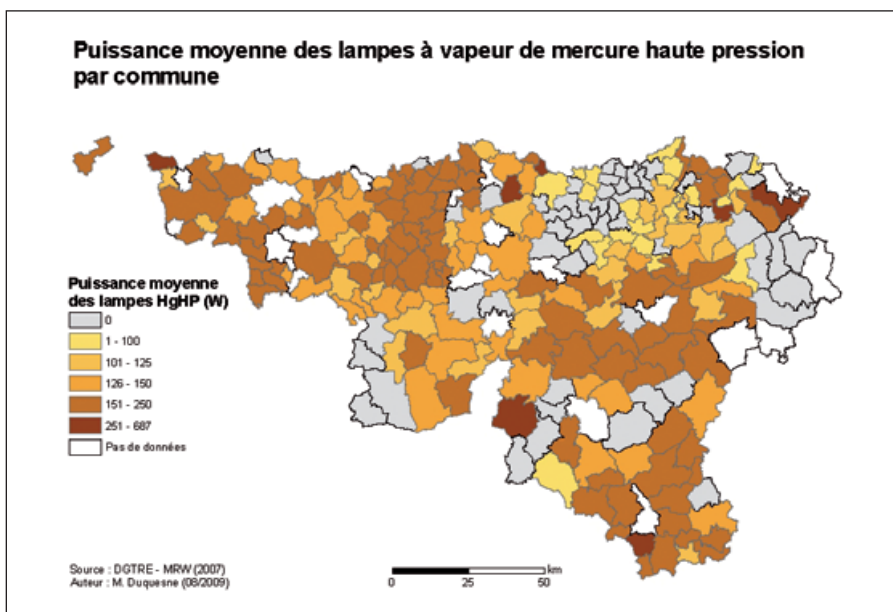 Puissance moyenne des lampes à vapeur de mercure haute pression
par commune
Puissance moyenne
des lampes HgHP (W)
0
1 - 100
101 - 125
126 - 150
151 - 250
251 - 687
Pas de données
Source : DGTRE - MRW (2007)
Auteur : M. Duquesne (08/2009)
km
0 25 50